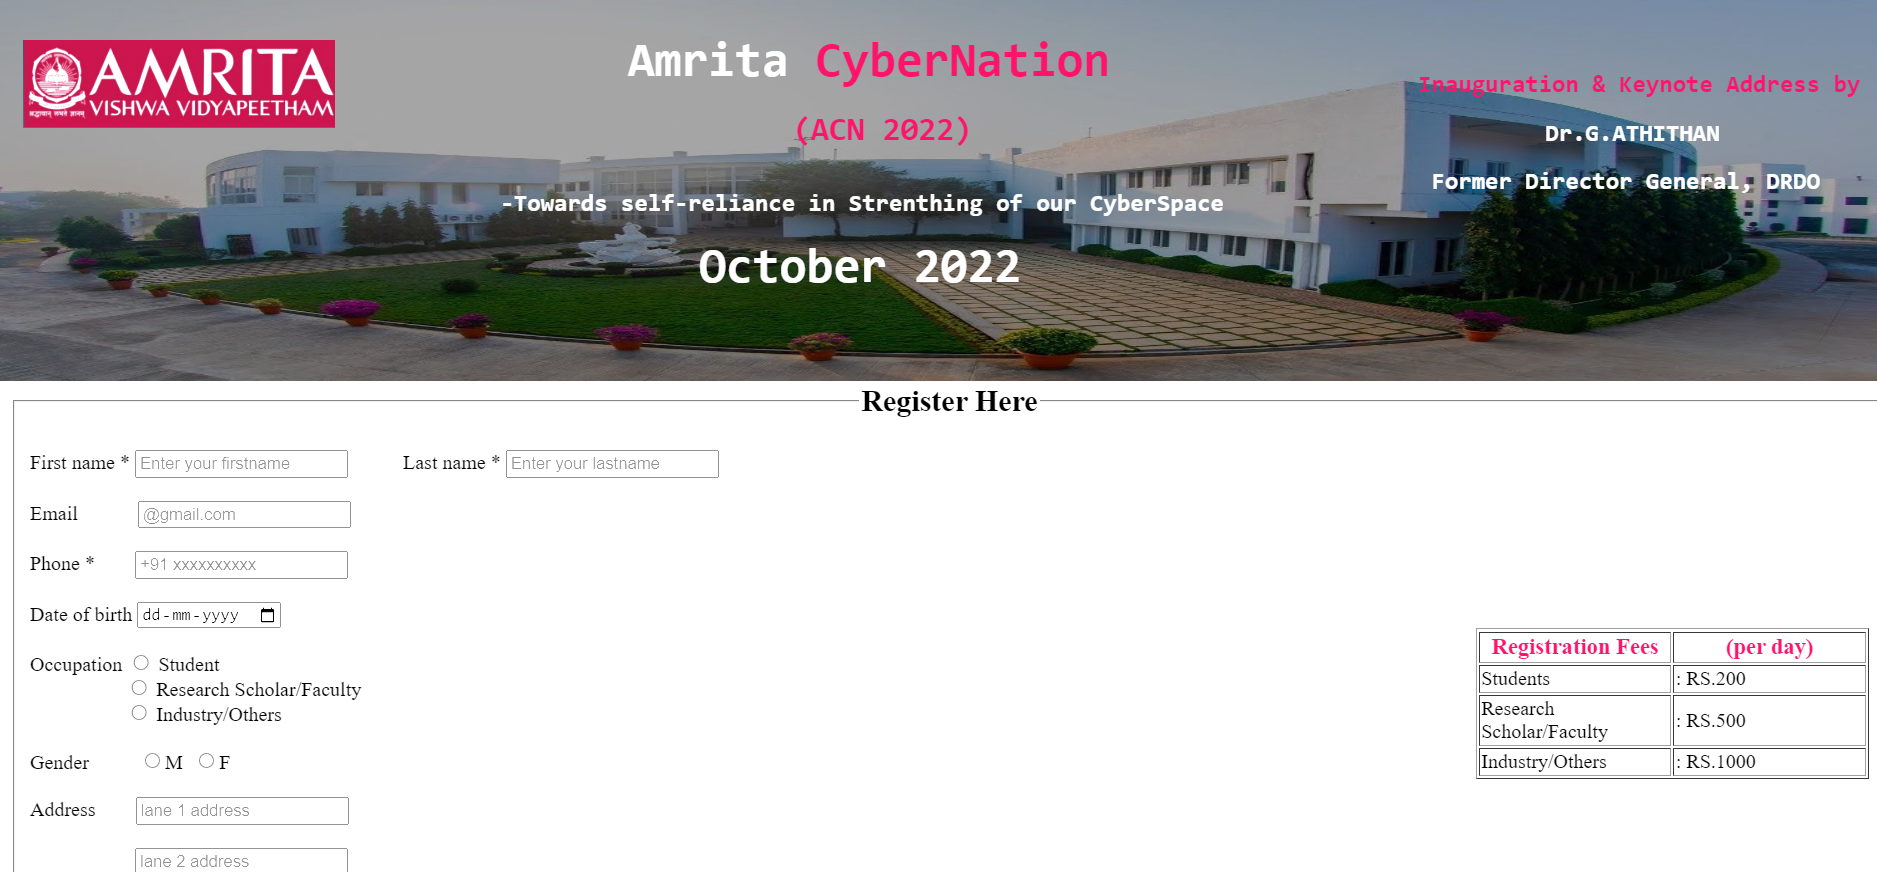 AMRITA
VISHWA VIDYAPEETHAM
श्रद्धावान् लभते ज्ञानम्
Amrita CyberNation
(ACN 2022)
-Towards self-reliance in Strenthing of our CyberSpace
October 2022
Inauguration & Keynote Address by
Dr.G.ATHITHAN
Former Director General, DRDO
Register Here
First name * Enter your firstname Last name * Enter your lastname
Email @gmail.com
Phone * +91 xxxxxxxxxx
Date of birth dd-mm-yyyy
Occupation Student
Research Scholar/Faculty
Industry/Others
Gender M F
Address lane 1 address
lane 2 address
Registration Fees (per day)
Students : RS.200
Research
Scholar/Faculty : RS.500
Industry/Others : RS.1000